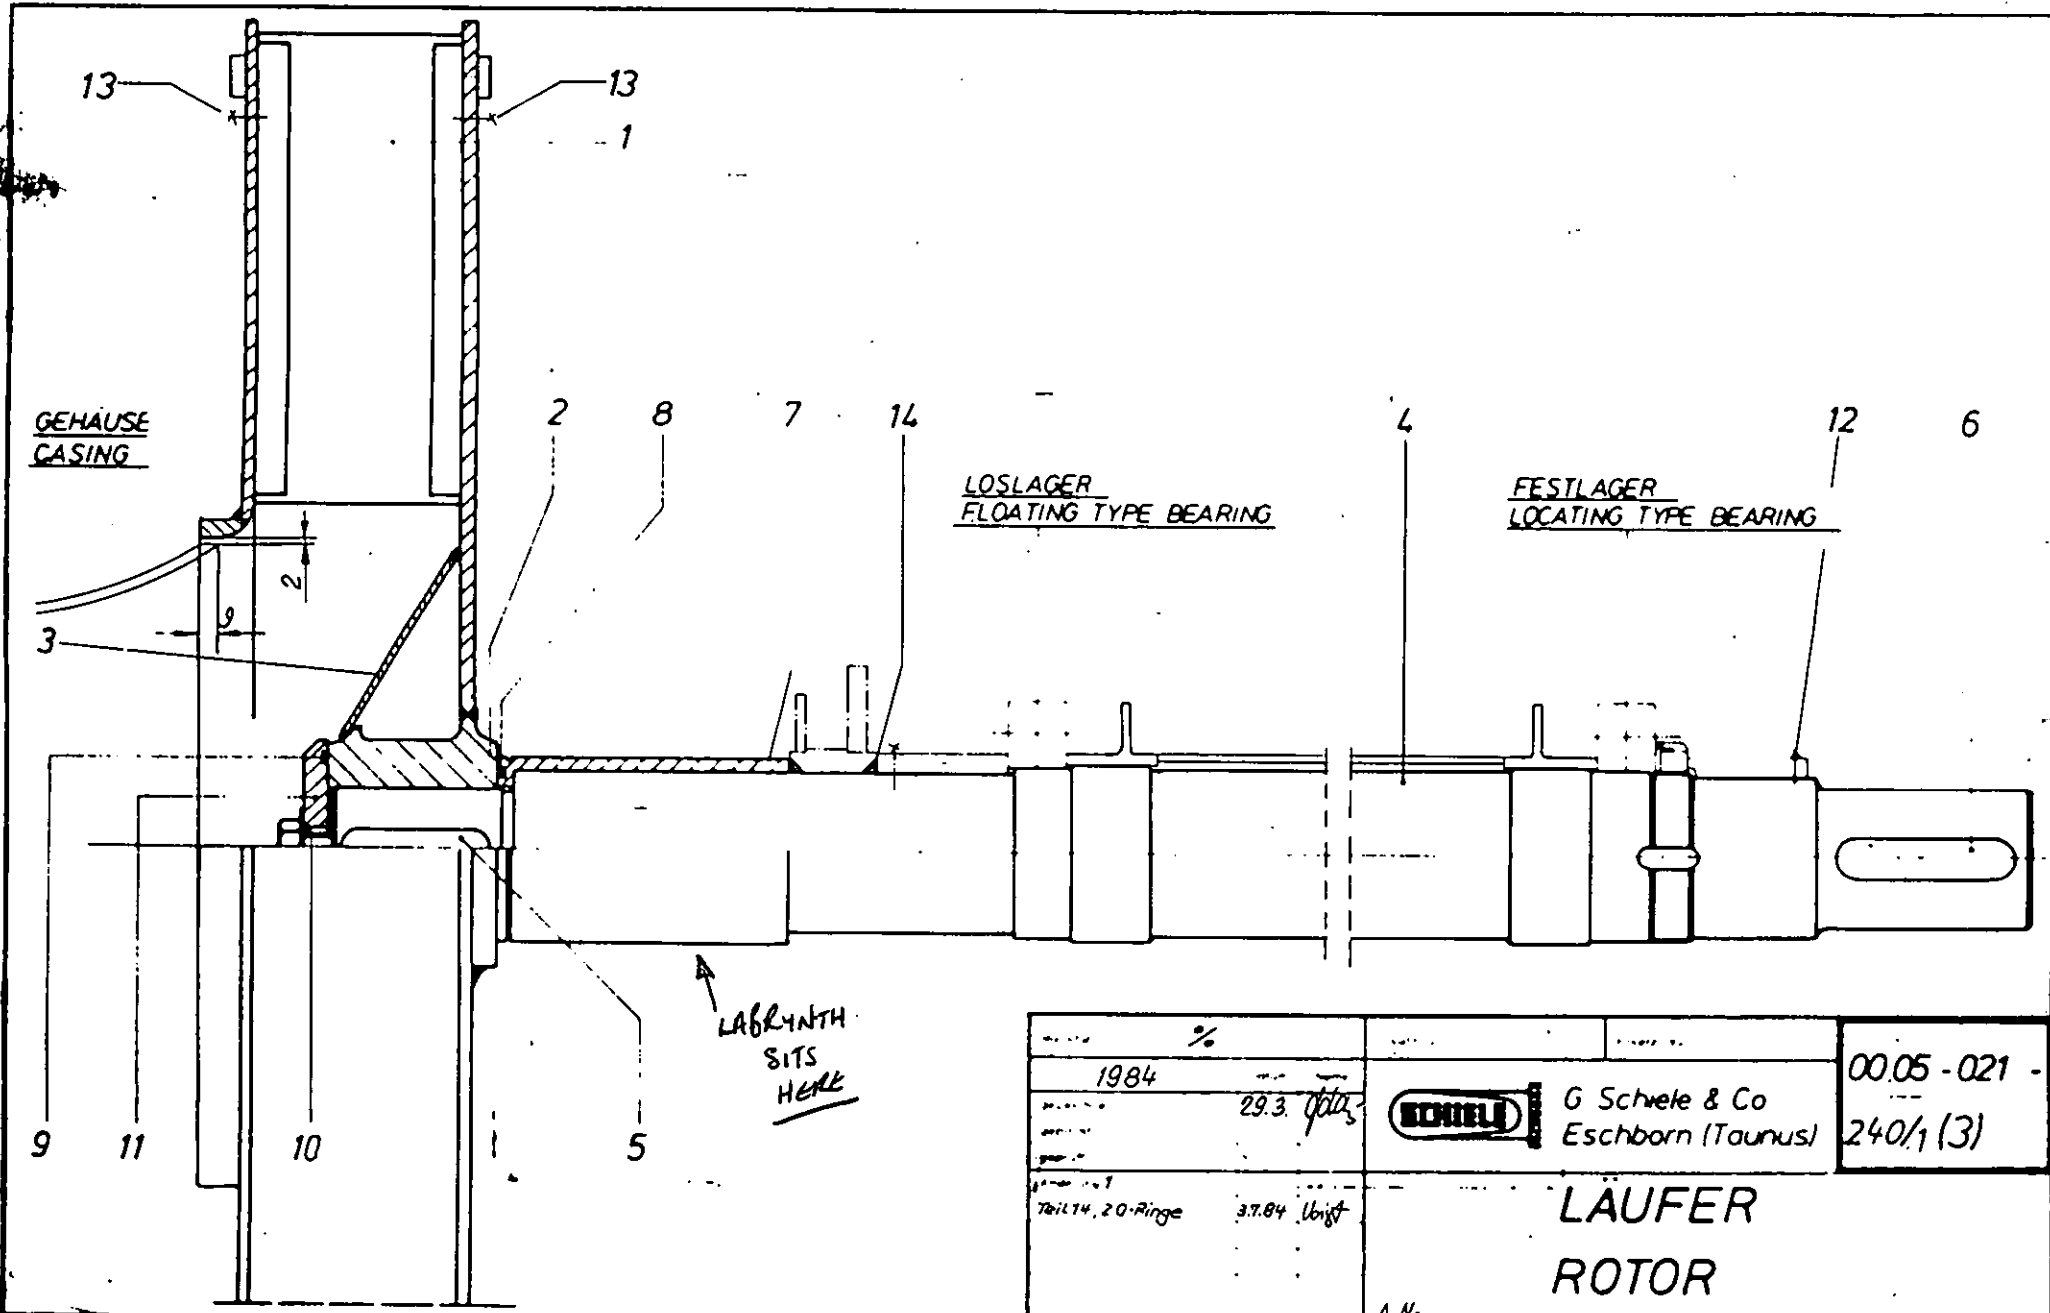 13
13
1
GEHÄUSE
CASING
2
8
7
14
4
12
6
LOSLAGER
FLOATING TYPE BEARING
FESTLAGER
LOCATING TYPE BEARING
2
9
3
LABRYNTH
SITS
HERE
9
11
10
5
%
1984
29.3.
SCHIELE
G Schiele & Co
Eschborn (Taunus)
00.05 - 021 -
240/1 (3)
Teil 14, 2 O-Ringe 3.7.84 Voigt
LÄUFER
ROTOR